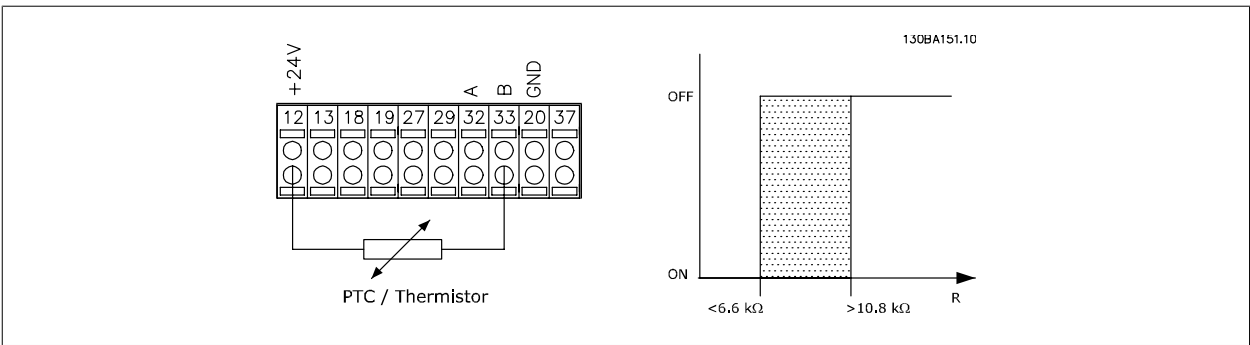 130BA151.10
+24V
A
B
GND
12 13 18 19 27 29 32 33 20 37
PTC / Thermistor
OFF
ON
<6.6 kΩ
>10.8 kΩ
R